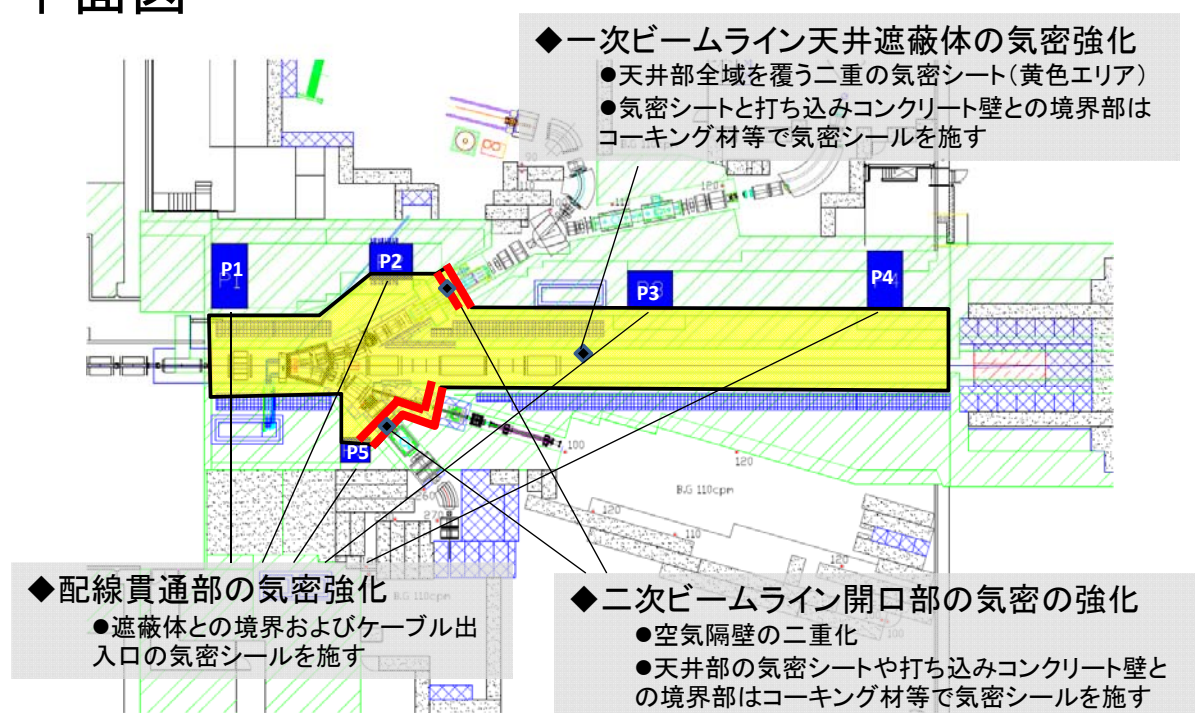 平面図
◆一次ビームライン天井遮蔽体の気密強化
●天井部全域を覆う二重の気密シート(黄色エリア)
●気密シートと打ち込みコンクリート壁との境界部は
コーキング材等で気密シールを施す
120
P1
P2
P3
P4
P5
100
120
B.G 110cpm
260
270
120
110
120
100
◆配線貫通部の気密強化
●遮蔽体との境界およびケーブル出
入口の気密シールを施す
B.G 110cpm
◆二次ビームライン開口部の気密の強化
●空気隔壁の二重化
●天井部の気密シートや打ち込みコンクリート壁と
の境界部はコーキング材等で気密シールを施す